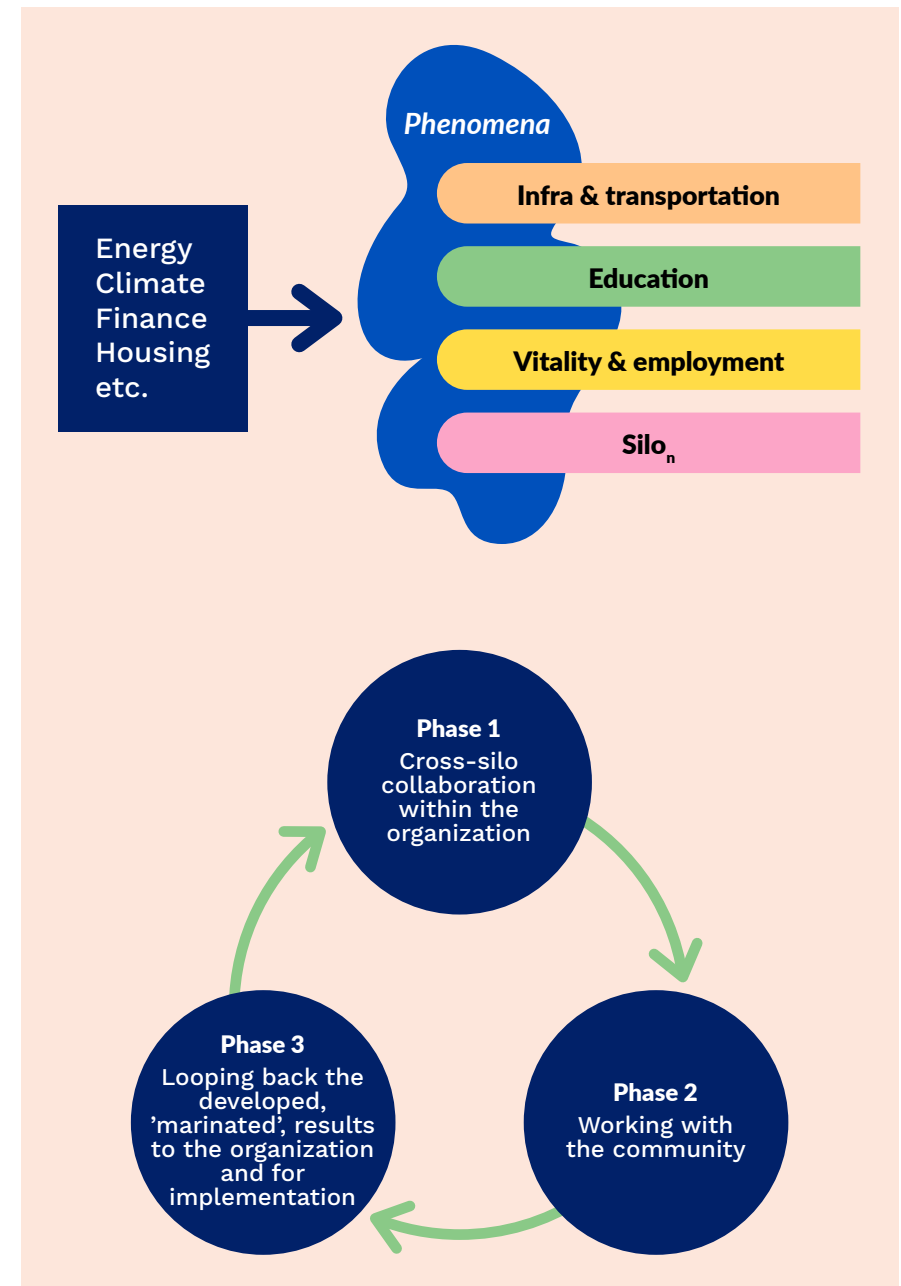 Phenomena
Infra & transportation
Energy
Climate
Finance
Housing
etc.
Education
Vitality & employment
Silo n
Phase 1
Cross-silo
collaboration
within the
organization
Phase 2
Working with
the community
Phase 3
Looping back the
developed,
’marinated’, results
to the organization
and for
implementation